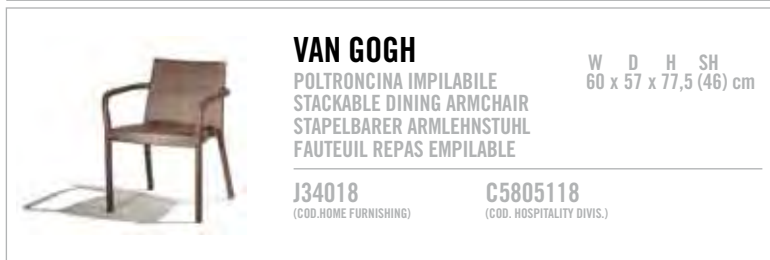 VAN GOGH
POLTRONCINA IMPILABILE
STACKABLE DINING ARMCHAIR
STAPELBARER ARMLEHNSTUHL
FAUTEUIL REPAS EMPILABLE
W D H SH
60 x 57 x 77,5 (46) cm
J34018
(COD.HOME FURNISHING)
C5805118
(COD. HOSPITALITY DIVIS.)